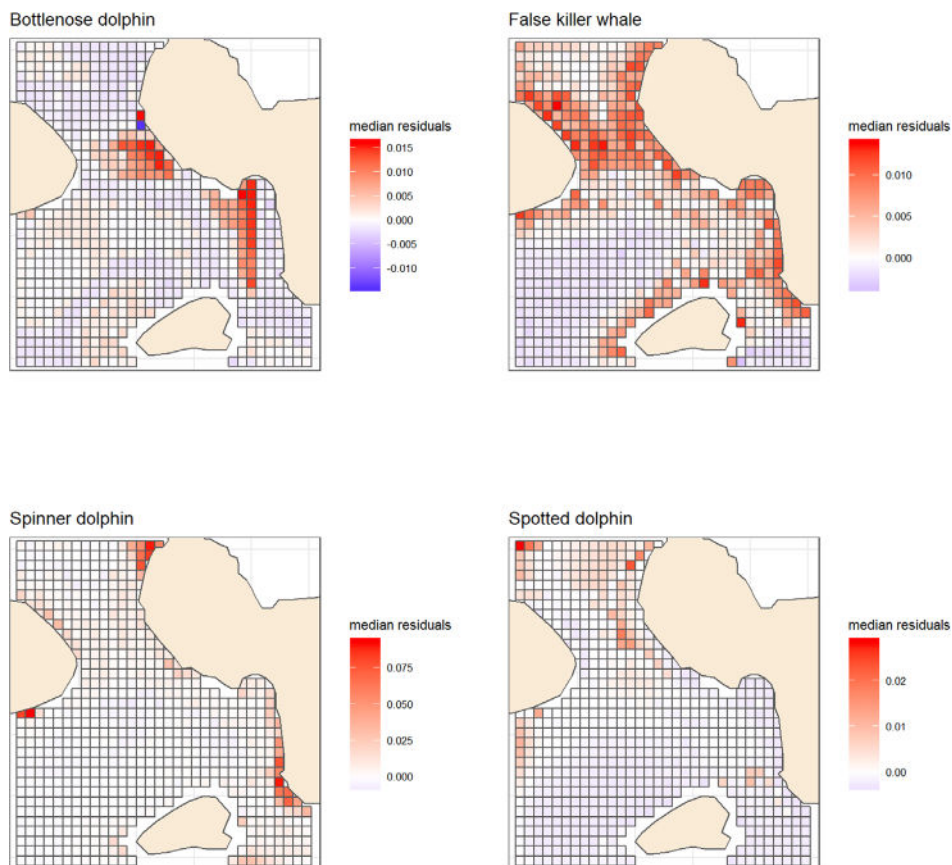 Bottlenose dolphin
median residuals
0.015
0.010
0.005
0.000
-0.005
-0.010
False killer whale
median residuals
0.010
0.005
0.000
Spinner dolphin
median residuals
0.075
0.050
0.025
0.000
Spotted dolphin
median residuals
0.02
0.01
0.00